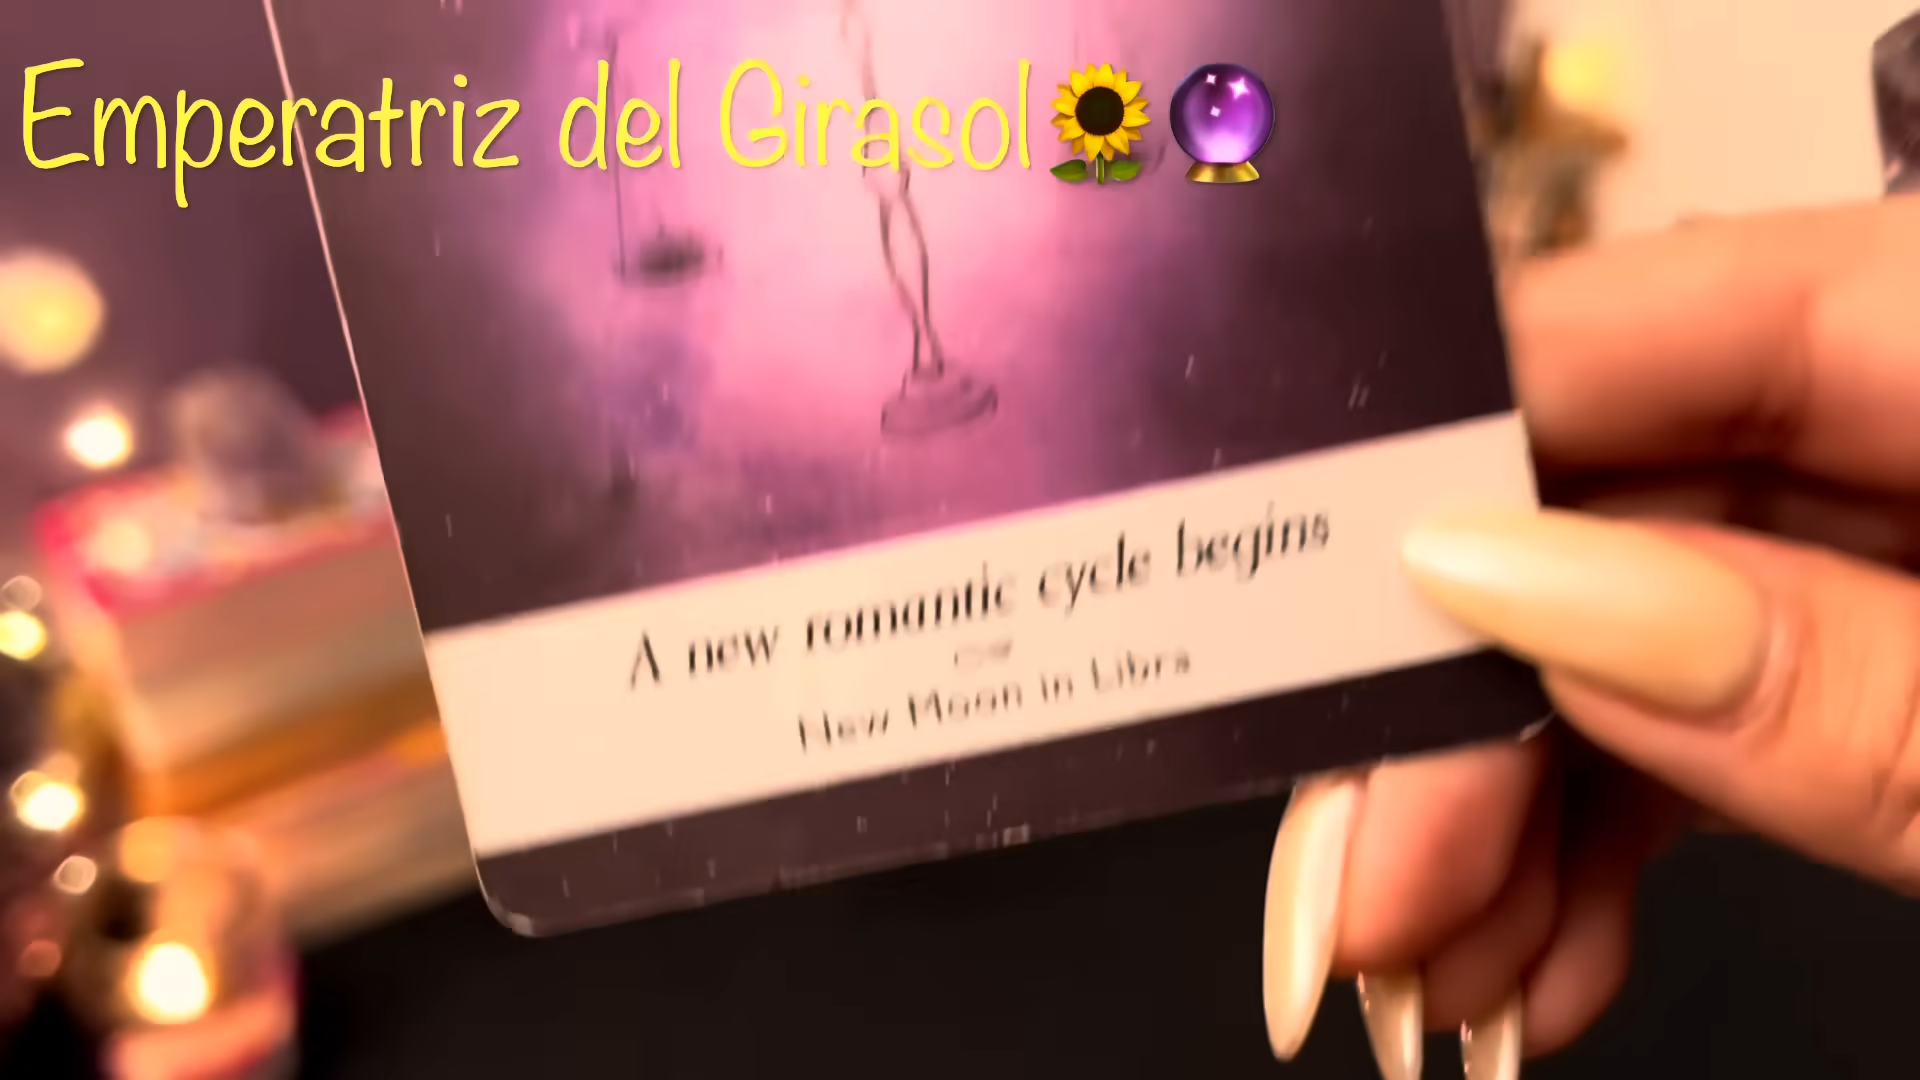 Emperatriz del Girasol
A new romantic cycle begins
New Moon in Libra